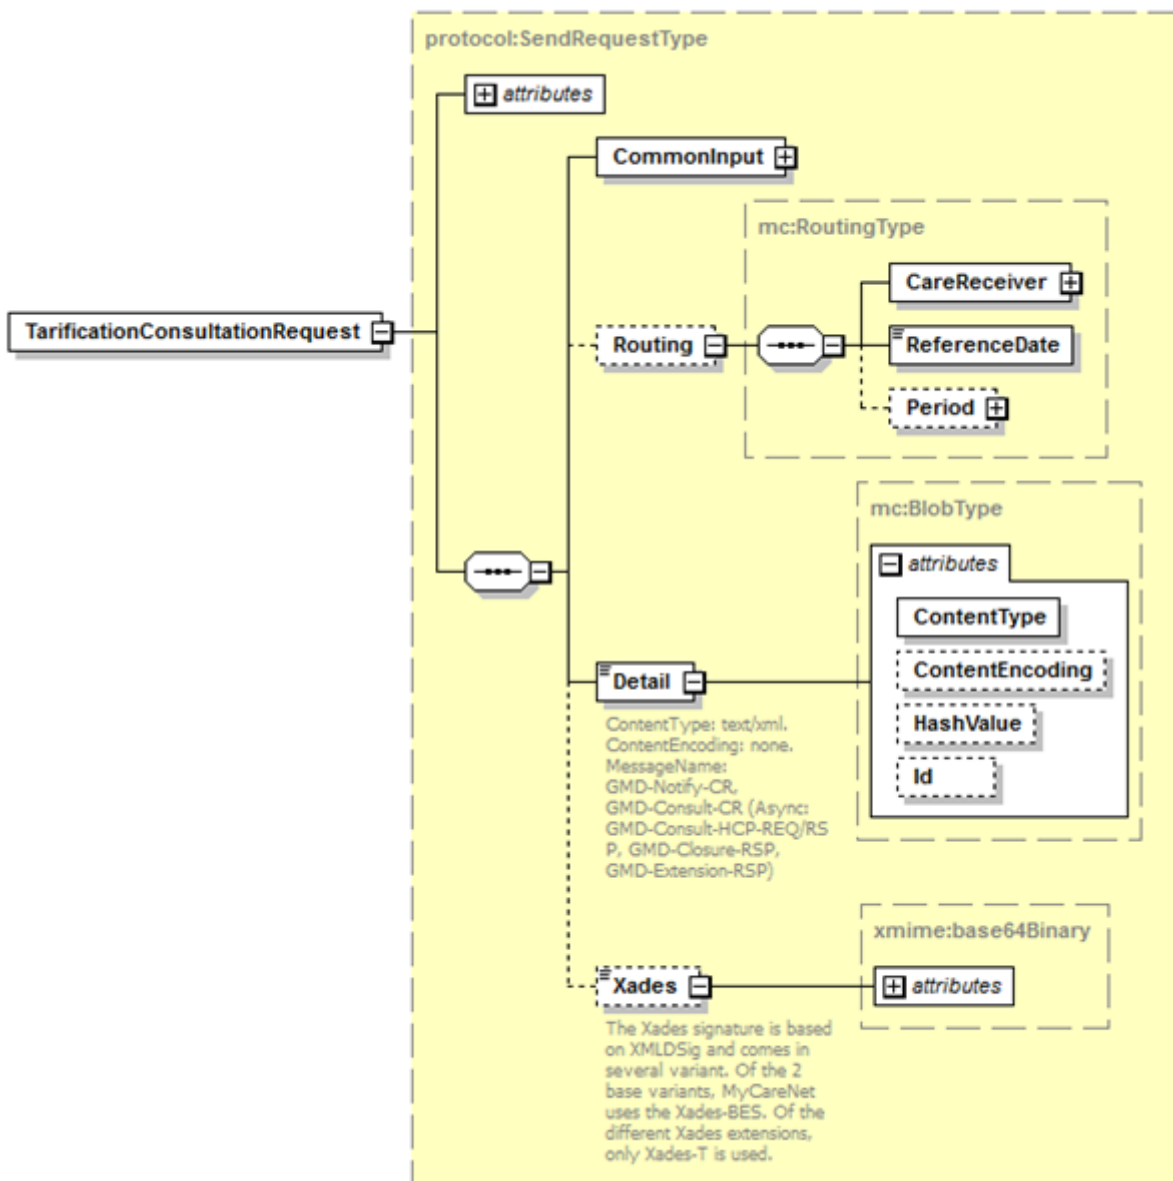 protocol:SendRequestType
attributes
CommonInput
mc:RoutingType
CareReceiver
TarificationConsultationRequest
Routing
ReferenceDate
Period
mc:BlobType
attributes
ContentType
ContentEncoding
HashValue
Id
Detail
ContentType: text/xml.
ContentEncoding: none.
MessageName:
GMD-Notify-CR,
GMD-Consult-CR (Async:
GMD-Consult-HCP-REQ/RS
P, GMD-Closure-RSP,
GMD-Extension-RSP)
xmime:base64Binary
Xades
attributes
The Xades signature is based
on XMLDSig and comes in
several variant. Of the 2
base variants, MyCareNet
uses the Xades-BES. Of the
different Xades extensions,
only Xades-T is used.